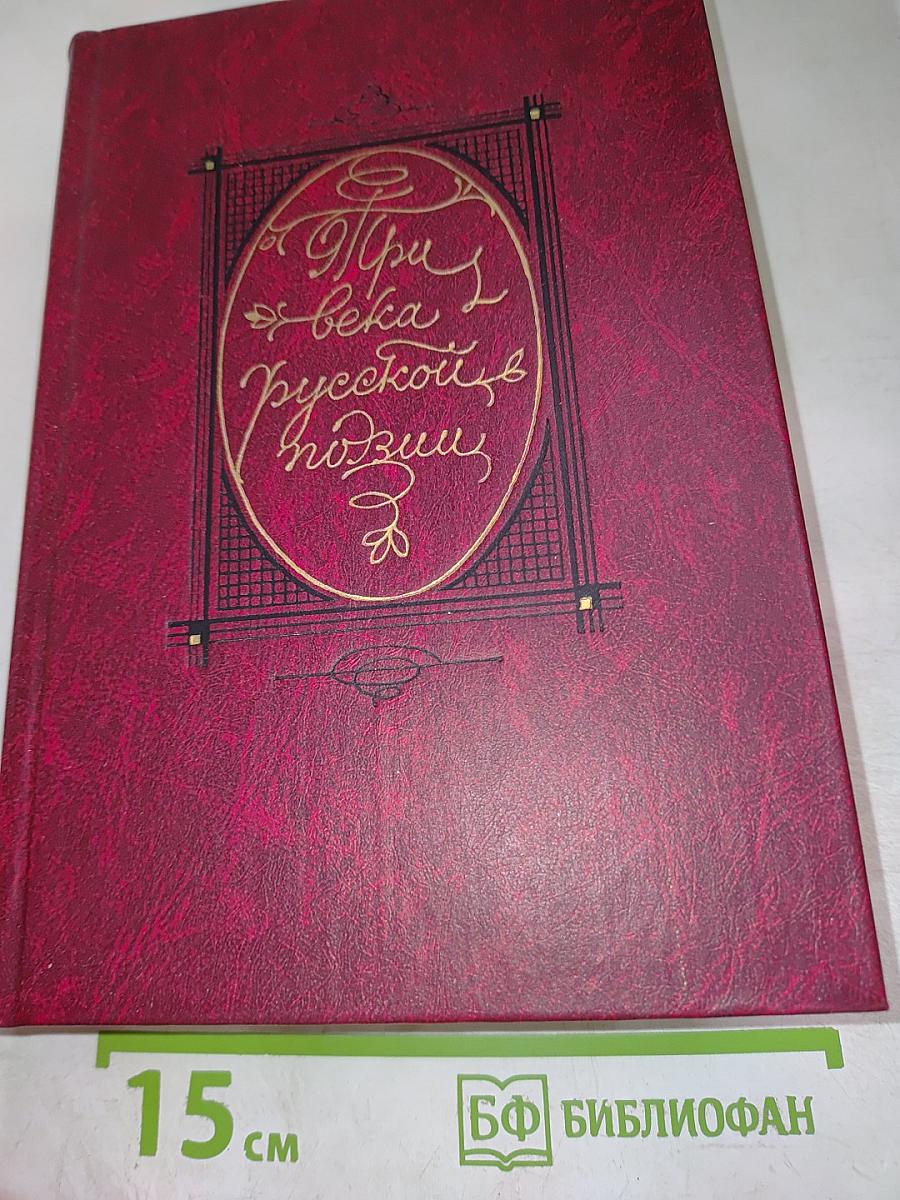 Три
века
русской
поэзии
15 см
БФ БИБЛИОФАН